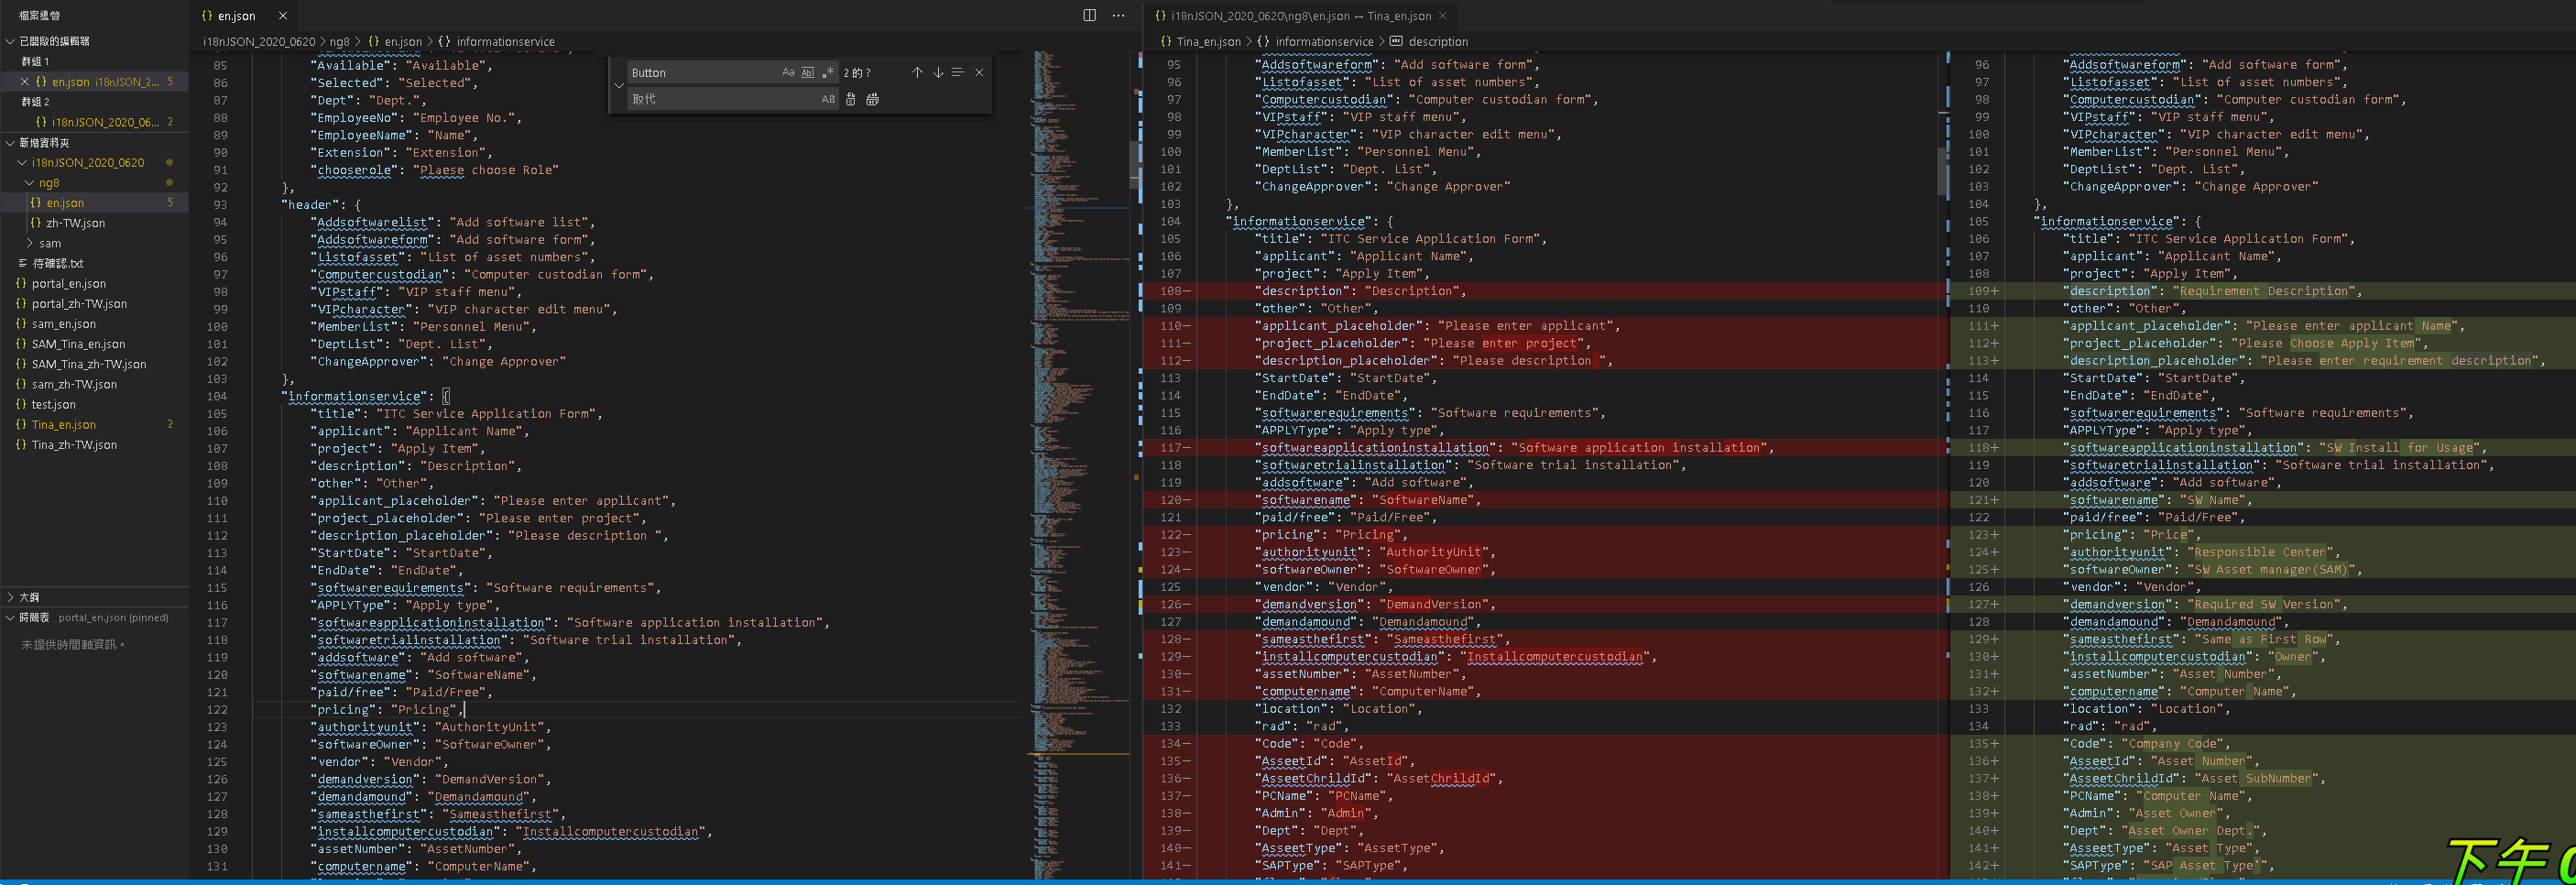 檔案總管
已開啟的編輯器
群組 1
en.json i18nJSON_2... 5
群組 2
i18nJSON_2020_06... 2
新增資料夾
i18nJSON_2020_0620
ng8
en.json 5
zh-TW.json
sam
待確認.txt
portal_en.json
portal_zh-TW.json
sam_en.json
SAM_Tina_en.json
SAM_Tina_zh-TW.json
sam_zh-TW.json
test.json
Tina_en.json 2
Tina_zh-TW.json
大綱
時間表 portal_en.json (pinned)
未提供時間軸資訊。
en.json
i18nJSON_2020_0620 > ng8 > {} en.json > {} informationservice
Button Aa Abl .* 2 的 ?
取代 AB
85 "Available": "Available",
86 "Selected": "Selected",
87 "Dept": "Dept.",
88 "EmployeeNo": "Employee No.",
89 "EmployeeName": "Name",
90 "Extension": "Extension",
91 "chooserole": "Plaese choose Role"
92 },
93 "header": {
94 "Addsoftwarelist": "Add software list",
95 "Addsoftwareform": "Add software form",
96 "Listofasset": "List of asset numbers",
97 "Computercustodian": "Computer custodian form",
98 "VIPstaff": "VIP staff menu",
99 "VIPcharacter": "VIP character edit menu",
100 "MemberList": "Personnel Menu",
101 "DeptList": "Dept. List",
102 "ChangeApprover": "Change Approver"
103 },
104 "informationservice": {
105 "title": "ITC Service Application Form",
106 "applicant": "Applicant Name",
107 "project": "Apply Item",
108 "description": "Description",
109 "other": "Other",
110 "applicant_placeholder": "Please enter applicant",
111 "project_placeholder": "Please enter project",
112 "description_placeholder": "Please description ",
113 "StartDate": "StartDate",
114 "EndDate": "EndDate",
115 "softwarerequirements": "Software requirements",
116 "APPLYType": "Apply type",
117 "softwareapplicationinstallation": "Software application installation",
118 "softwaretrialinstallation": "Software trial installation",
119 "addsoftware": "Add software",
120 "softwarename": "SoftwareName",
121 "paid/free": "Paid/Free",
122 "pricing": "Pricing",
123 "authorityunit": "AuthorityUnit",
124 "softwareOwner": "SoftwareOwner",
125 "vendor": "Vendor",
126 "demandversion": "DemandVersion",
127 "demandamound": "Demandamound",
128 "sameasthefirst": "Sameasthefirst",
129 "installcomputercustodian": "Installcomputercustodian",
130 "assetNumber": "AssetNumber",
131 "computername": "ComputerName",
i18nJSON_2020_0620\ng8\en.json ↔ Tina_en.json
Tina_en.json > {} informationservice > description
95 "Addsoftwareform": "Add software form",
96 "Listofasset": "List of asset numbers",
97 "Computercustodian": "Computer custodian form",
98 "VIPstaff": "VIP staff menu",
99 "VIPcharacter": "VIP character edit menu",
100 "MemberList": "Personnel Menu",
101 "DeptList": "Dept. List",
102 "ChangeApprover": "Change Approver"
103 },
104 "informationservice": {
105 "title": "ITC Service Application Form",
106 "applicant": "Applicant Name",
107 "project": "Apply Item",
108− "description": "Description",
109 "other": "Other",
110− "applicant_placeholder": "Please enter applicant",
111− "project_placeholder": "Please enter project",
112− "description_placeholder": "Please description ",
113 "StartDate": "StartDate",
114 "EndDate": "EndDate",
115 "softwarerequirements": "Software requirements",
116 "APPLYType": "Apply type",
117− "softwareapplicationinstallation": "Software application installation",
118 "softwaretrialinstallation": "Software trial installation",
119 "addsoftware": "Add software",
120− "softwarename": "SoftwareName",
121 "paid/free": "Paid/Free",
122− "pricing": "Pricing",
123− "authorityunit": "AuthorityUnit",
124− "softwareOwner": "SoftwareOwner",
125 "vendor": "Vendor",
126− "demandversion": "DemandVersion",
127 "demandamound": "Demandamound",
128− "sameasthefirst": "Sameasthefirst",
129− "installcomputercustodian": "Installcomputercustodian",
130− "assetNumber": "AssetNumber",
131− "computername": "ComputerName",
132 "location": "Location",
133 "rad": "rad",
134− "Code": "Code",
135− "AsseetId": "AssetId",
136− "AsseetChrildId": "AssetChrildId",
137− "PCName": "PCName",
138− "Admin": "Admin",
139− "Dept": "Dept",
140− "AsseetType": "AssetType",
141− "SAPType": "SAPType",
96 "Addsoftwareform": "Add software form",
97 "Listofasset": "List of asset numbers",
98 "Computercustodian": "Computer custodian form",
99 "VIPstaff": "VIP staff menu",
100 "VIPcharacter": "VIP character edit menu",
101 "MemberList": "Personnel Menu",
102 "DeptList": "Dept. List",
103 "ChangeApprover": "Change Approver"
104 },
105 "informationservice": {
106 "title": "ITC Service Application Form",
107 "applicant": "Applicant Name",
108 "project": "Apply Item",
109+ "description": "Requirement Description",
110 "other": "Other",
111+ "applicant_placeholder": "Please enter applicant Name",
112+ "project_placeholder": "Please Choose Apply Item",
113+ "description_placeholder": "Please enter requirement description",
114 "StartDate": "StartDate",
115 "EndDate": "EndDate",
116 "softwarerequirements": "Software requirements",
117 "APPLYType": "Apply type",
118+ "softwareapplicationinstallation": "SW Install for Usage",
119 "softwaretrialinstallation": "Software trial installation",
120 "addsoftware": "Add software",
121+ "softwarename": "SW Name",
122 "paid/free": "Paid/Free",
123+ "pricing": "Price",
124+ "authorityunit": "Responsible Center",
125+ "softwareOwner": "SW Asset manager(SAM)",
126 "vendor": "Vendor",
127+ "demandversion": "Required SW Version",
128 "demandamound": "Demandamound",
129+ "sameasthefirst": "Same as First Row",
130+ "installcomputercustodian": "Owner",
131+ "assetNumber": "Asset Number",
132+ "computername": "Computer Name",
133 "location": "Location",
134 "rad": "rad",
135+ "Code": "Company Code",
136+ "AsseetId": "Asset Number",
137+ "AsseetChrildId": "Asset SubNumber",
138+ "PCName": "Computer Name",
139+ "Admin": "Asset Owner",
140+ "Dept": "Asset Owner Dept.",
141+ "AsseetType": "Asset Type",
142+ "SAPType": "SAP Asset Type'",
下午